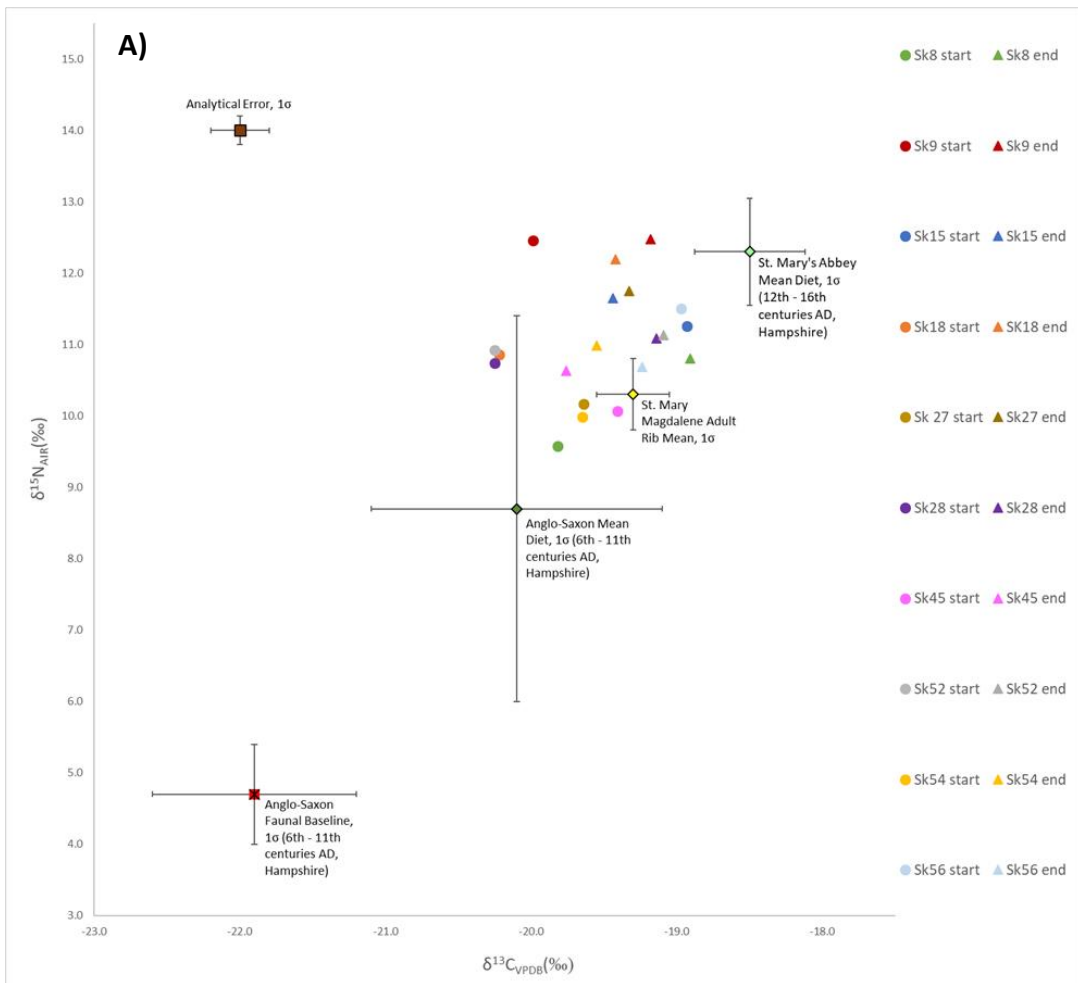 A)
15.0
14.0
13.0
12.0
11.0
10.0
9.0
8.0
7.0
6.0
5.0
4.0
3.0
δ15NAIR(‰)
-23.0
-22.0
-21.0
-20.0
-19.0
-18.0
δ13CVPDB(‰)
Analytical Error, 1σ
St. Mary's Abbey
Mean Diet, 1σ
(12th - 16th
centuries AD,
Hampshire)
St. Mary
Magdalene Adult
Rib Mean, 1σ
Anglo-Saxon Mean
Diet, 1σ (6th - 11th
centuries AD,
Hampshire)
Anglo-Saxon
Faunal Baseline,
1σ (6th - 11th
centuries AD,
Hampshire)
Sk8 start Sk8 end
Sk9 start Sk9 end
Sk15 start Sk15 end
Sk18 start SK18 end
Sk 27 start Sk27 end
Sk28 start Sk28 end
Sk45 start Sk45 end
Sk52 start Sk52 end
Sk54 start Sk54 end
Sk56 start Sk56 end